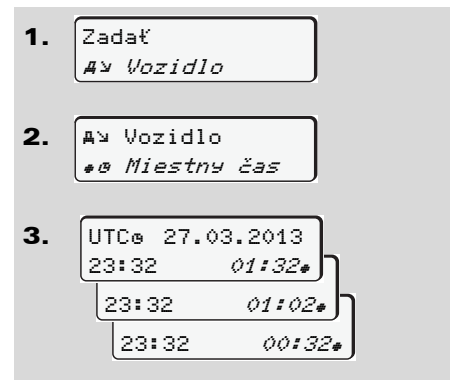 1. Zadať
Vozidlo
2. Vozidlo
Miestny čas
3. UTC 27.03.2013
23:32 01:32
23:32 01:02
23:32 00:32